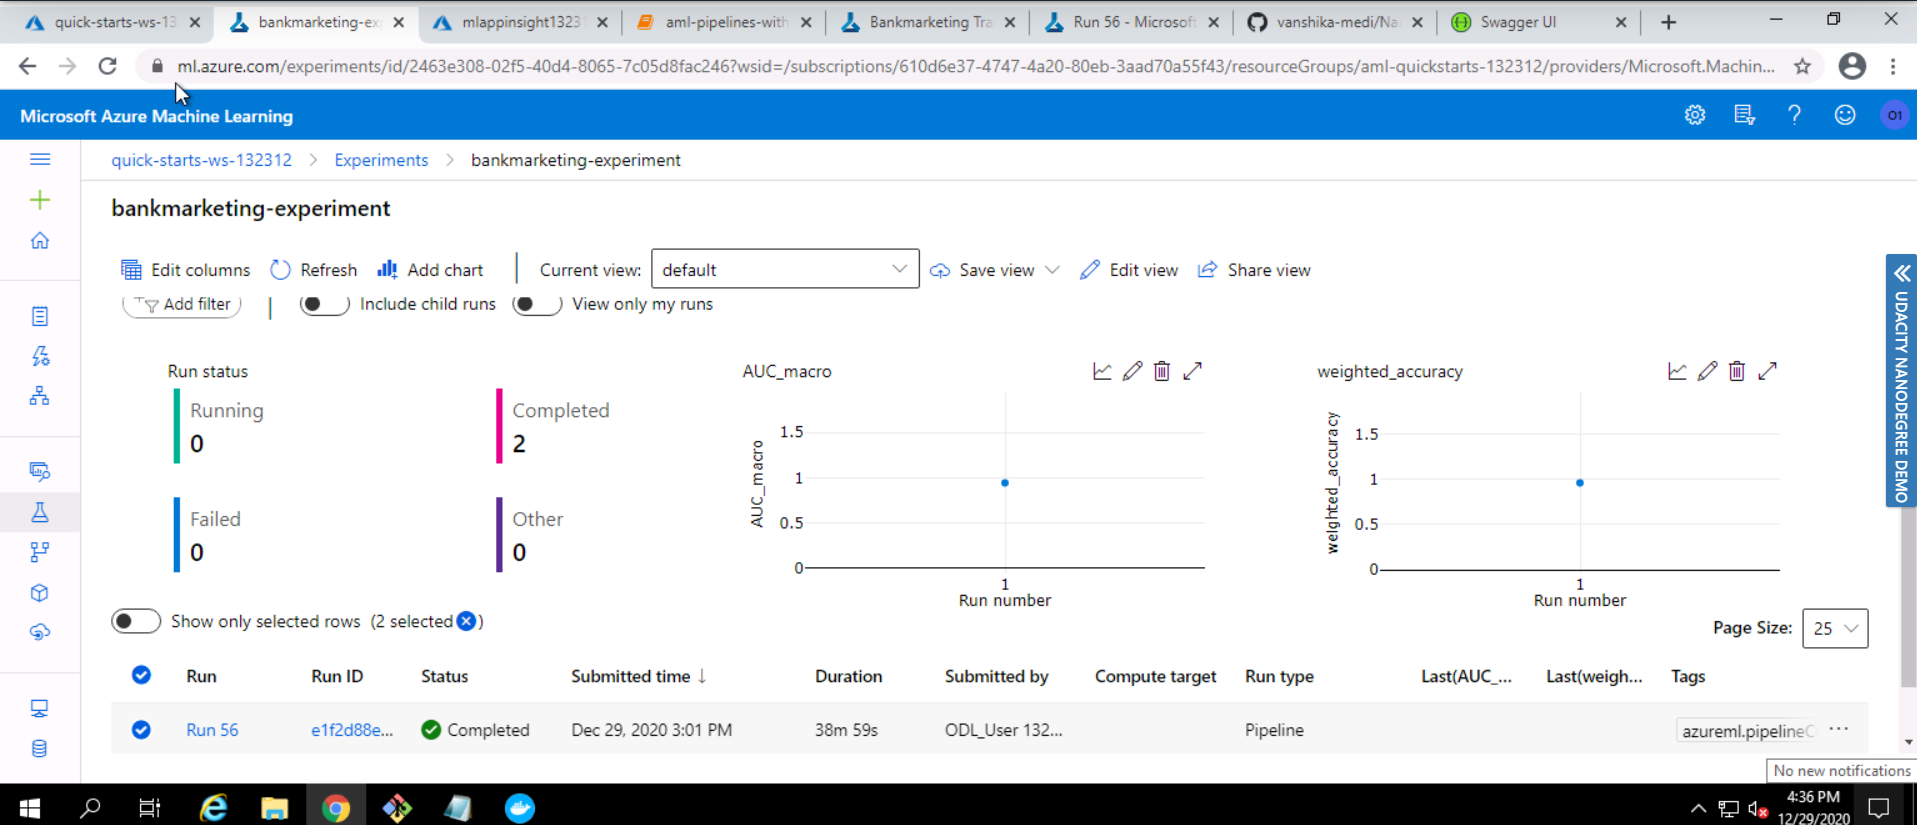 quick-starts-ws-13
bankmarketing-ex
mlappinsight1323
aml-pipelines-with
Bankmarketing Tra
Run 56 - Microsoft
vanshika-medi/Na
Swagger UI
ml.azure.com/experiments/id/2463e308-02f5-40d4-8065-7c05d8fac246?wsid=/subscriptions/610d6e37-4747-4a20-80eb-3aad70a55f43/resourceGroups/aml-quickstarts-132312/providers/Microsoft.Machin...
Microsoft Azure Machine Learning
O1
quick-starts-ws-132312 > Experiments > bankmarketing-experiment
bankmarketing-experiment
Edit columns Refresh Add chart Current view: default Save view Edit view Share view
Add filter Include child runs View only my runs
UDACITY NANODEGREE DEMO
Run status
Running
0
Completed
2
Failed
0
Other
0
AUC_macro
AUC_macro
1.5
1
0.5
0
1
Run number
weighted_accuracy
weighted_accuracy
1.5
1
0.5
0
1
Run number
Show only selected rows (2 selected )
Page Size: 25
Run Run ID Status Submitted time ↓ Duration Submitted by Compute target Run type Last(AUC_... Last(weigh... Tags
Run 56 e1f2d88e... Completed Dec 29, 2020 3:01 PM 38m 59s ODL_User 132... Pipeline azureml.pipelineC ...
No new notifications
4:36 PM
12/29/2020